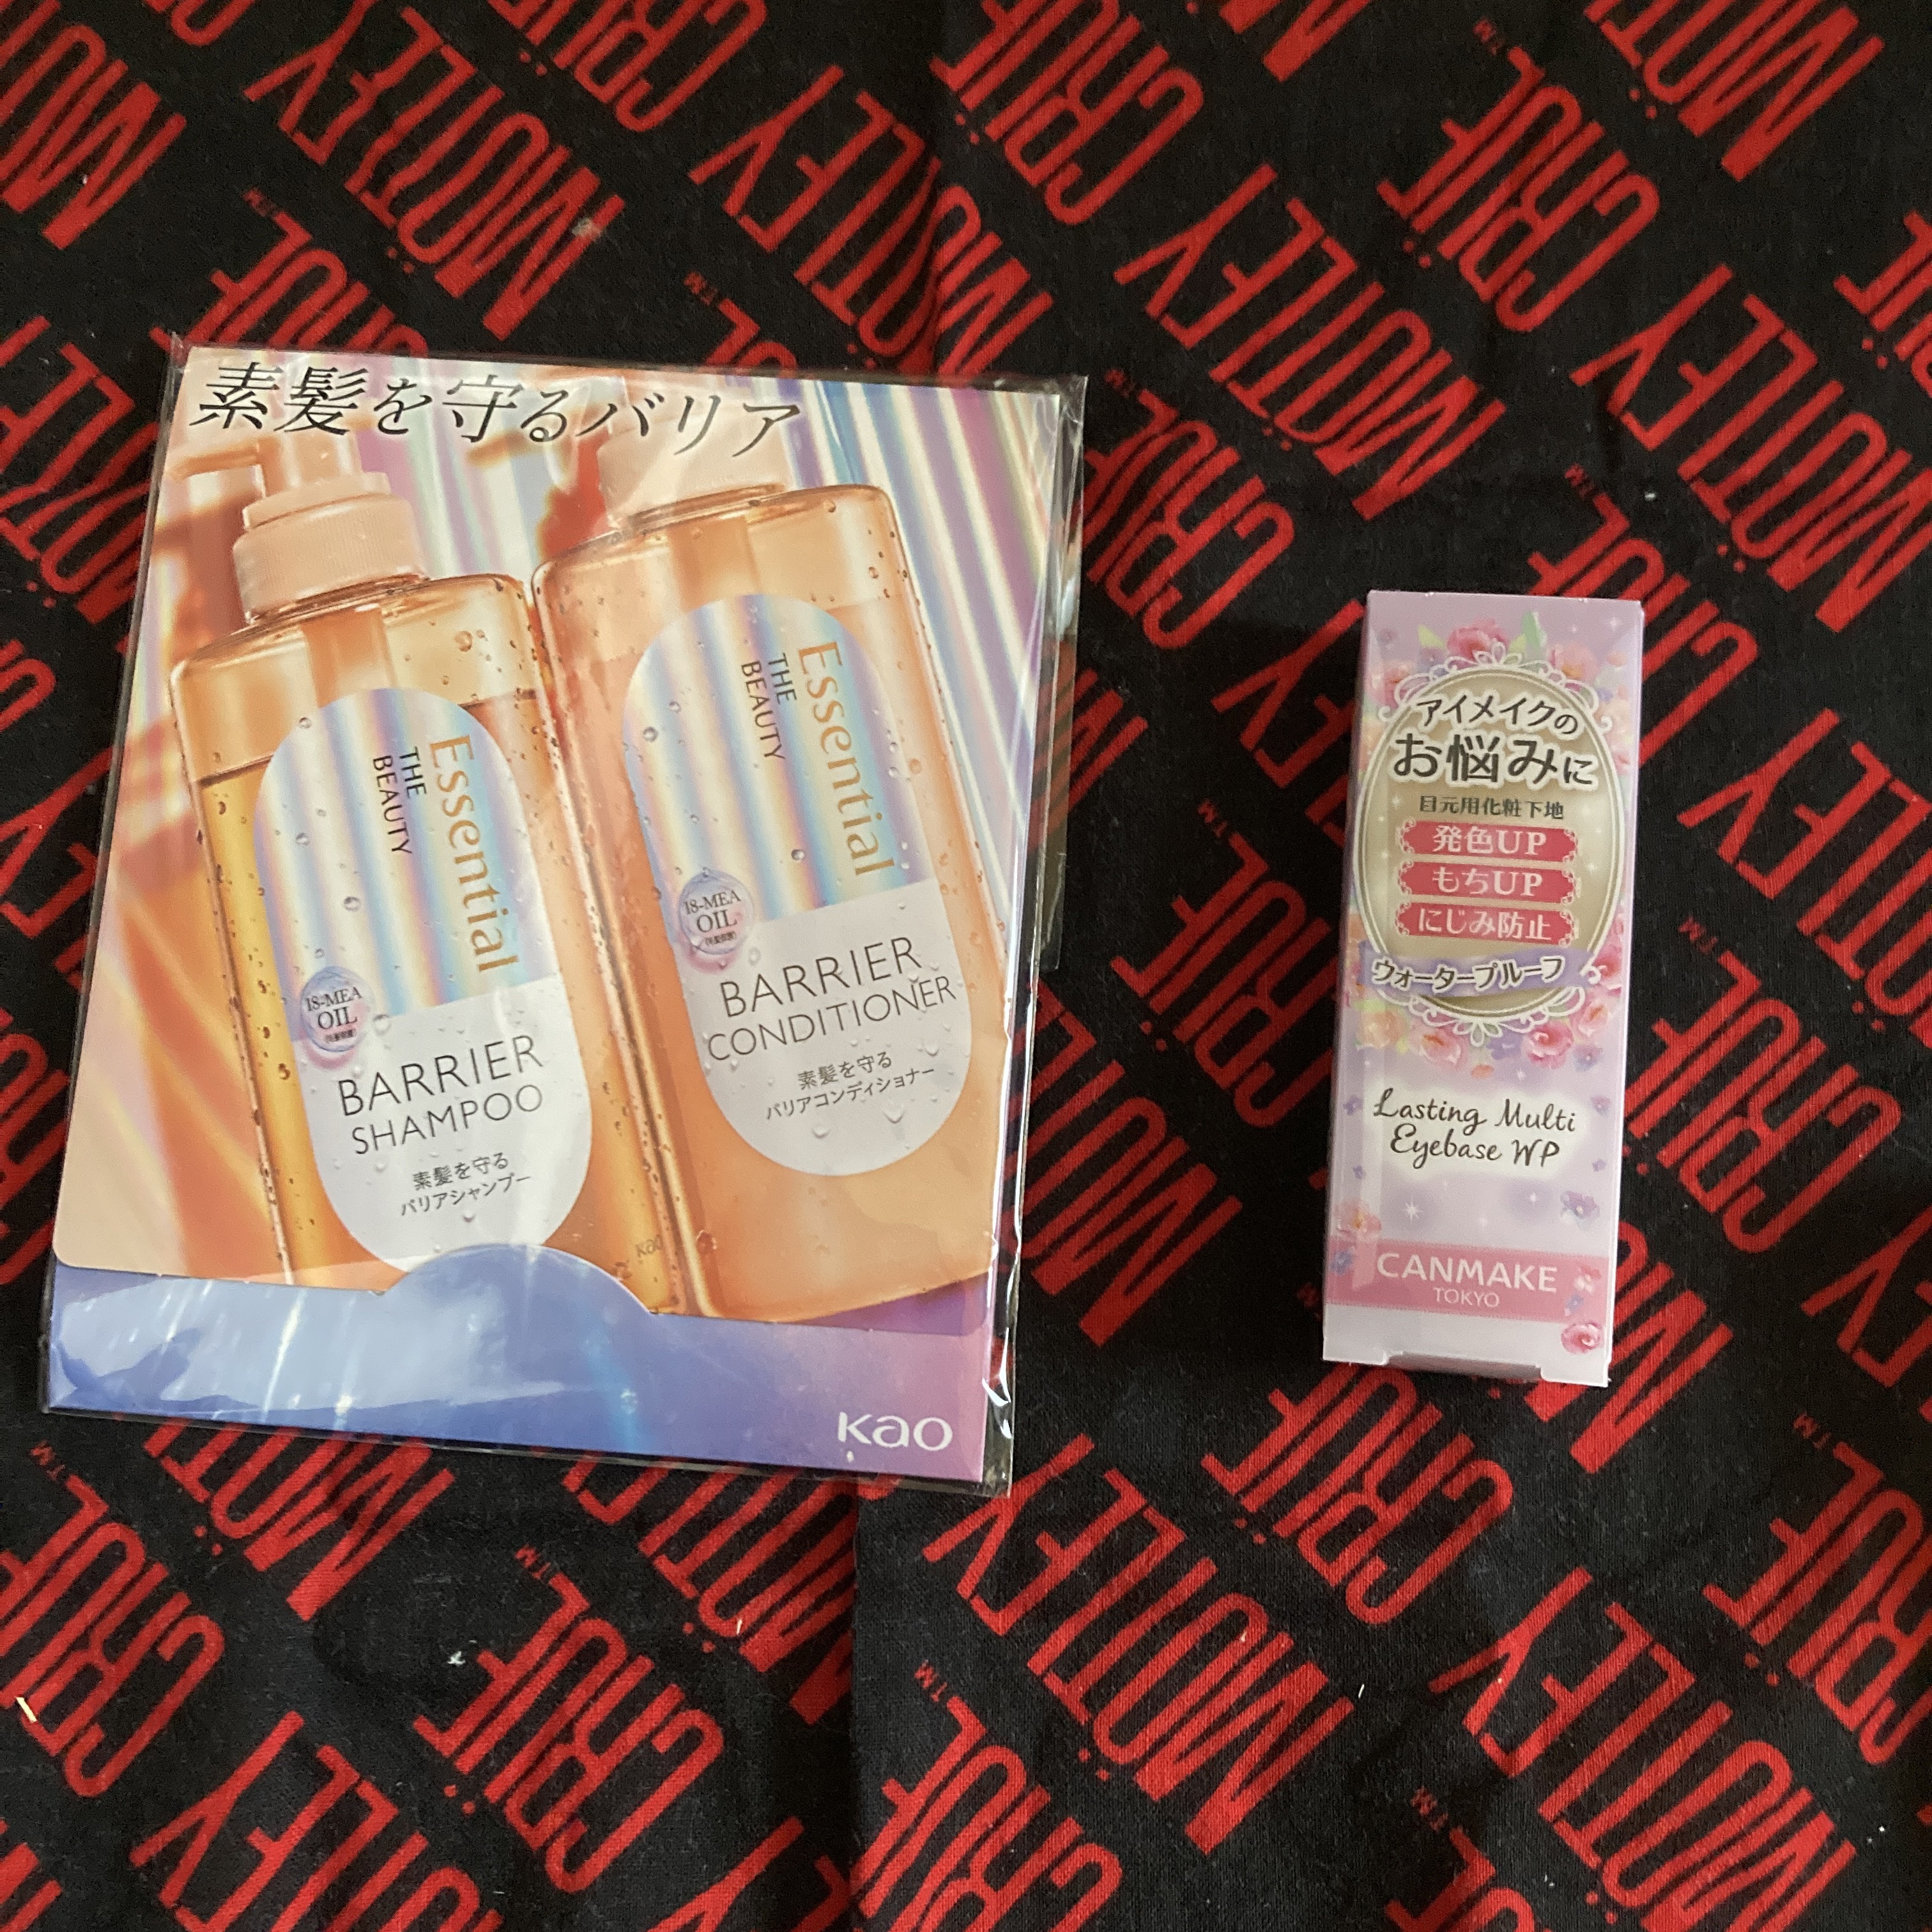 素髪を守るバリア
Essential
THE
BEAUTY
18-MEA
OIL
BARRIER
SHAMPOO
素髪を守る
バリアシャンプー
Essential
THE
BEAUTY
18-MEA
OIL
BARRIER
CONDITIONER
素髪を守る
バリアコンディショナー
Kao
Kao
アイメイクの
お悩みに
目元用化粧下地
発色UP
もちUP
にじみ防止
ウォータープルーフ
Lasting Multi
Eyebase WP
CANMAKE
TOKYO
MÖTLEY CRÜE™